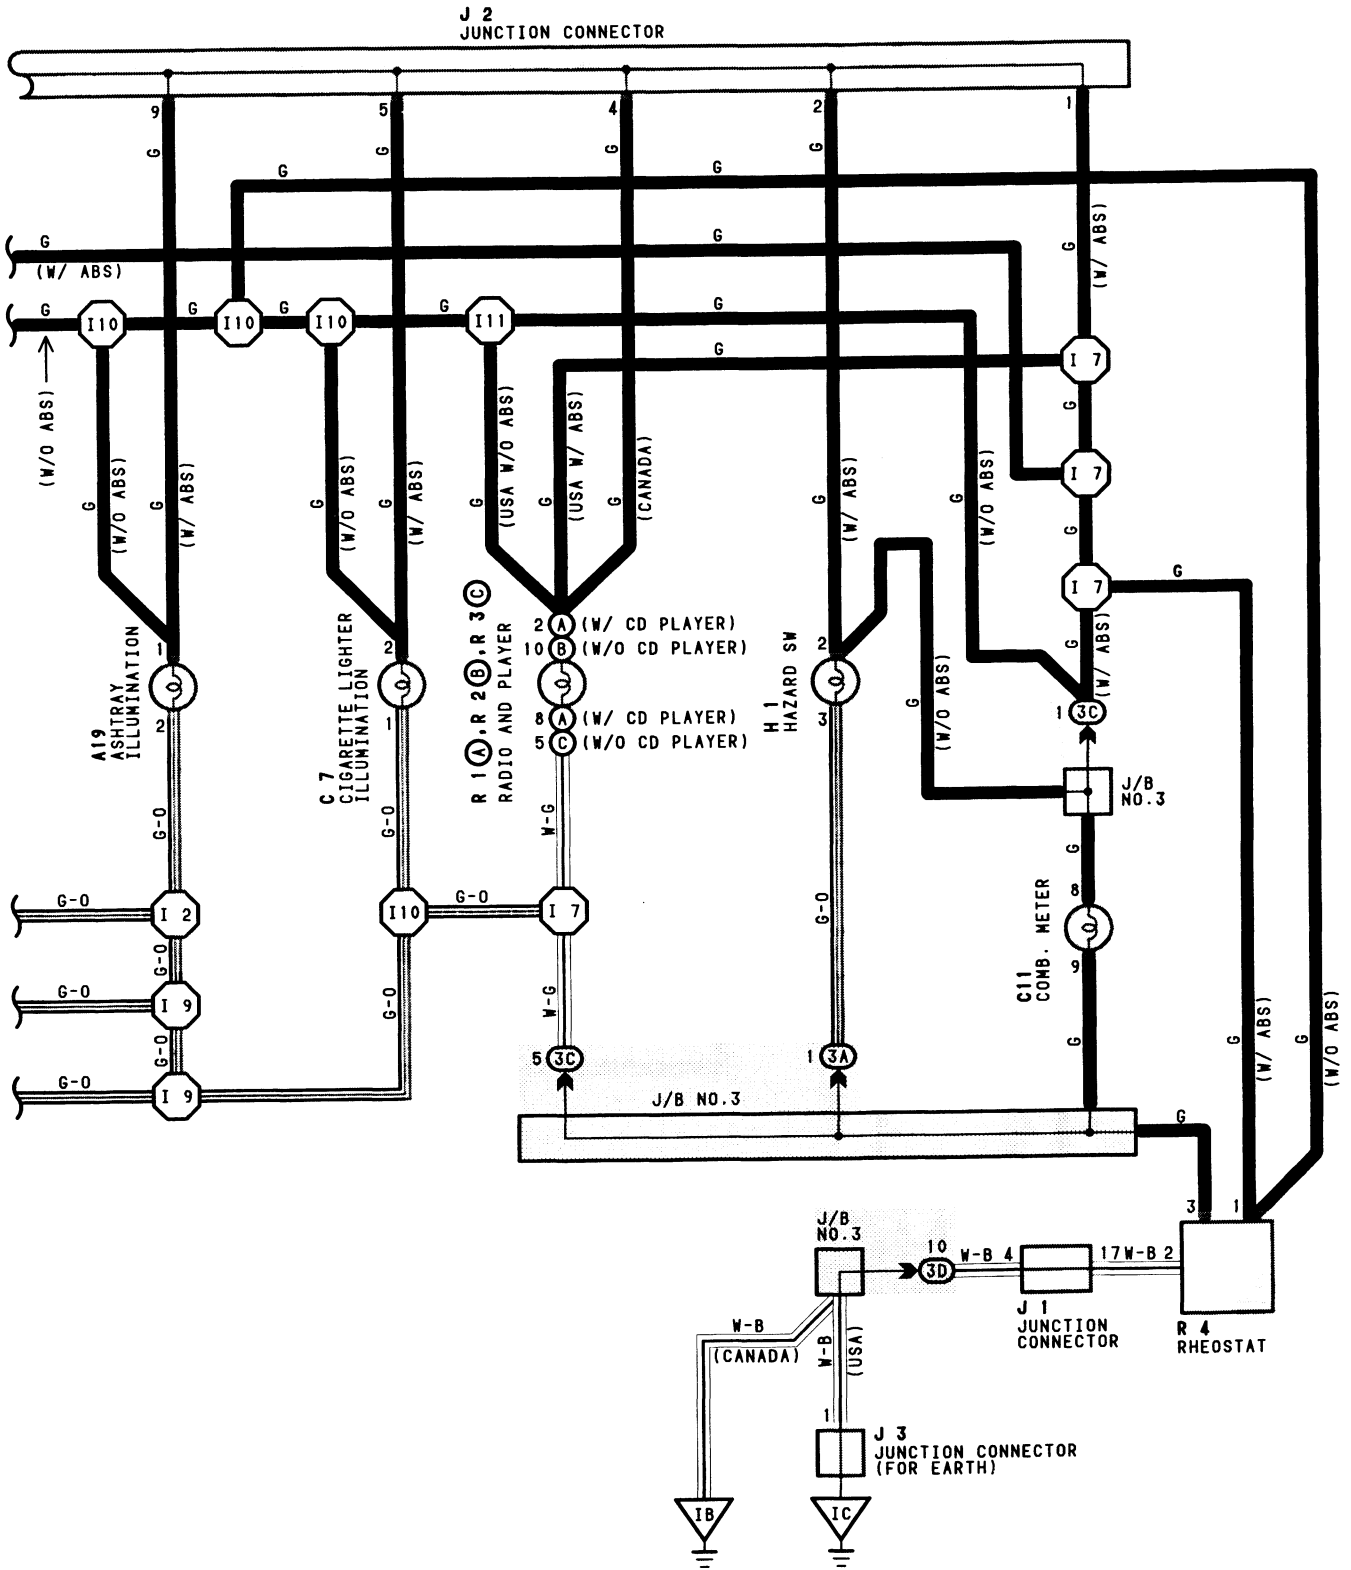 J 2
JUNCTION CONNECTOR
9
5
4
2
1
G
G
G
G
G
G
G
(W/ ABS)
G
(W/ ABS)
G
G
I10
G
I10
G
I10
G
I11
G
(W/O ABS)
G
I 7
G
I 7
G
I 7
G
G
(W/O ABS)
G
(W/ ABS)
G
(W/O ABS)
G
(W/ ABS)
G
(USA W/O ABS)
G
(USA W/ ABS)
G
(CANADA)
G
(W/ ABS)
G
(W/O ABS)
G
(W/ ABS)
1
2
2 A (W/ CD PLAYER)
10 B (W/O CD PLAYER)
8 A (W/ CD PLAYER)
5 C (W/O CD PLAYER)
2
3
A19
ASHTRAY
ILLUMINATION
2
C 7
CIGARETTE LIGHTER
ILLUMINATION
1
R 1 A, R 2 B, R 3 C
RADIO AND PLAYER
H 1
HAZARD SW
G
(W/O ABS)
1 3C
J/B
NO.3
G
8
C11
COMB. METER
9
G
G-O
G-O
W-G
G-O
G-O
I 2
I10
G-O
I 7
G-O
G-O
I 9
G-O
G-O
I 9
G-O
W-G
5 3C
1 3A
J/B NO.3
G
G
(W/ ABS)
G
(W/O ABS)
3
1
J/B
NO.3
10
3D
W-B 4
17 W-B 2
J 1
JUNCTION
CONNECTOR
R 4
RHEOSTAT
W-B
(CANADA)
W-B
(USA)
1
J 3
JUNCTION CONNECTOR
(FOR EARTH)
IB
IC